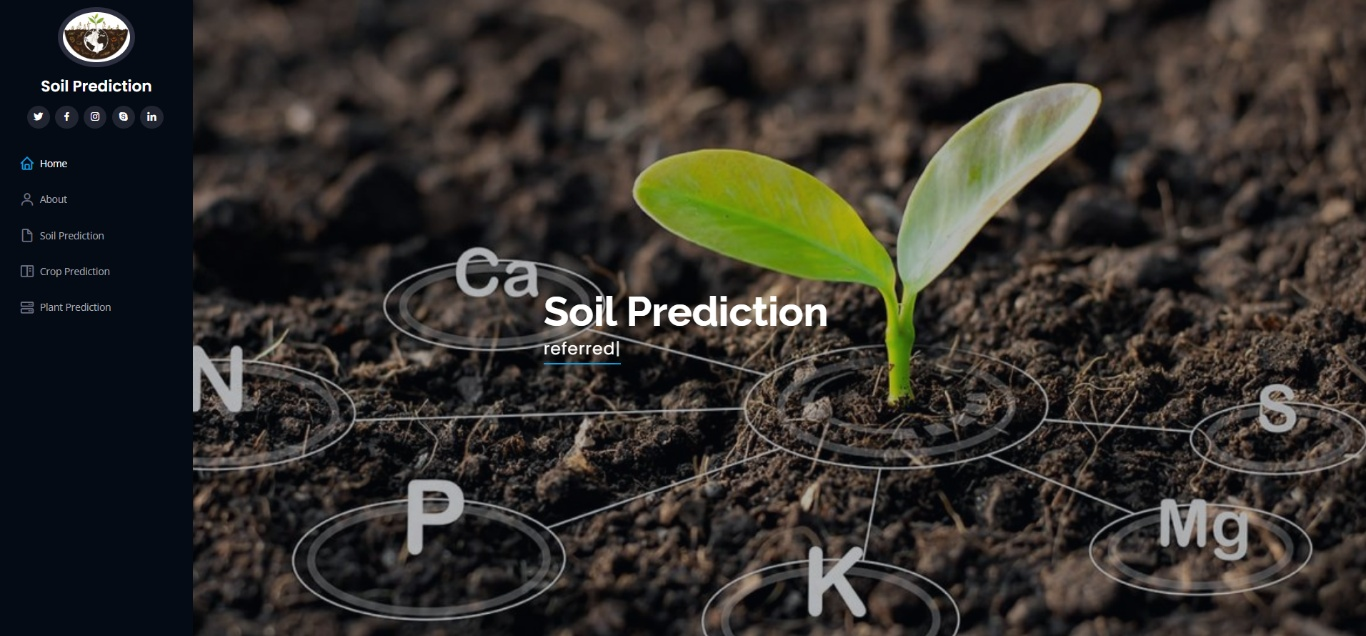 Soil Prediction
Home
About
Soil Prediction
Crop Prediction
Plant Prediction
Ca
Soil Prediction
referred|
N
S
P
Mg
K